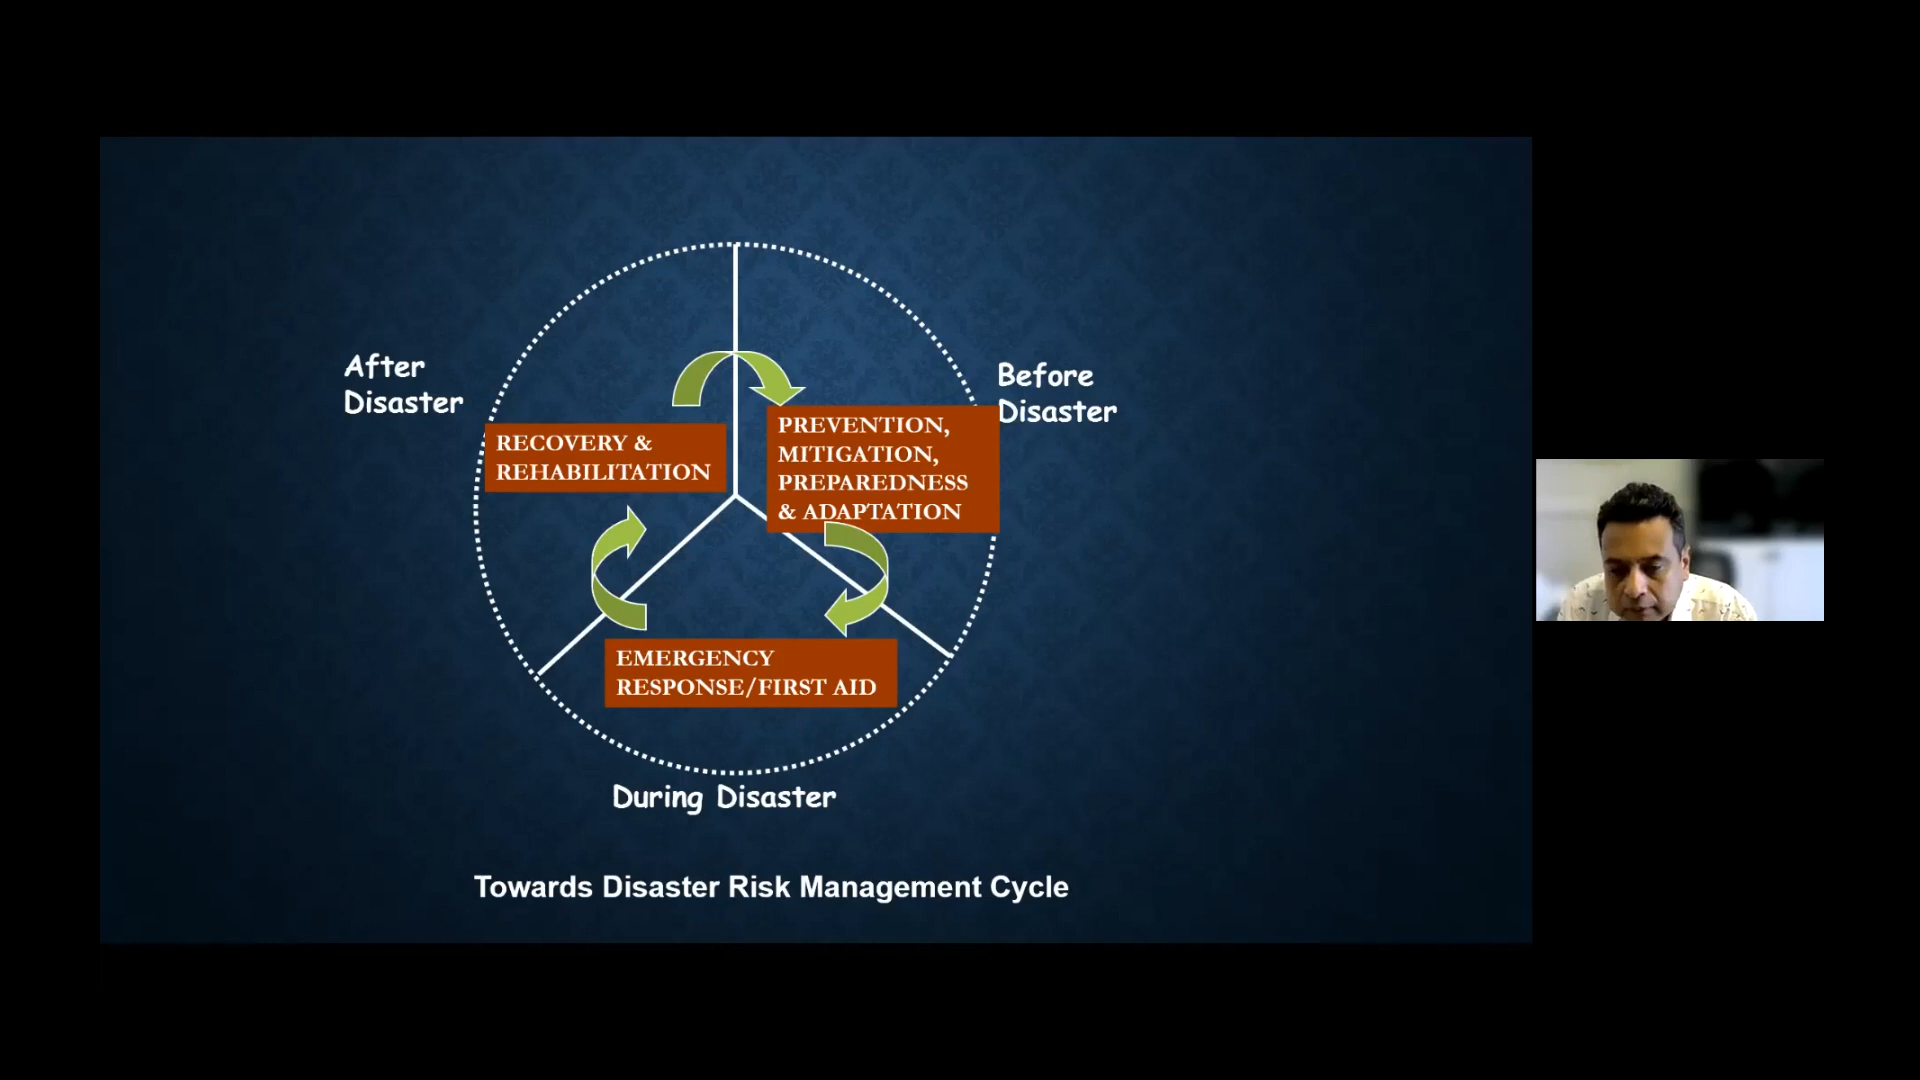 After
Disaster
Before
Disaster
RECOVERY &
REHABILITATION
PREVENTION,
MITIGATION,
PREPAREDNESS
& ADAPTATION
EMERGENCY
RESPONSE/FIRST AID
During Disaster
Towards Disaster Risk Management Cycle